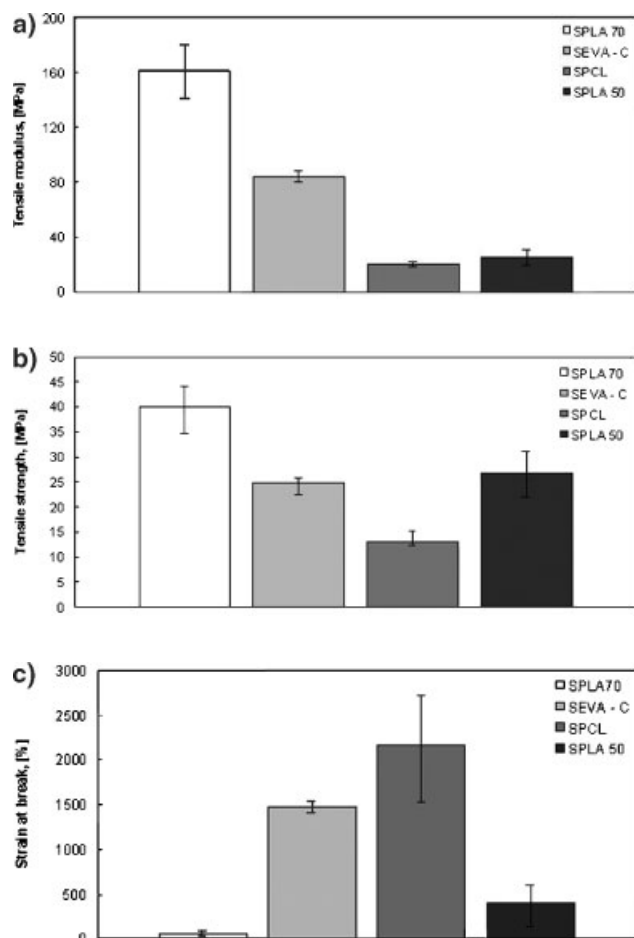 a)
Tensile modulus, [MPa]
200
160
120
80
40
0
SPLA 70
SEVA - C
SPCL
SPLA 50
b)
Tensile strength, [MPa]
50
45
40
35
30
25
20
15
10
5
0
SPLA 70
SEVA - C
SPCL
SPLA 50
c)
Strain at break, [%]
3000
2500
2000
1500
1000
500
0
SPLA70
SEVA - C
SPCL
SPLA 50